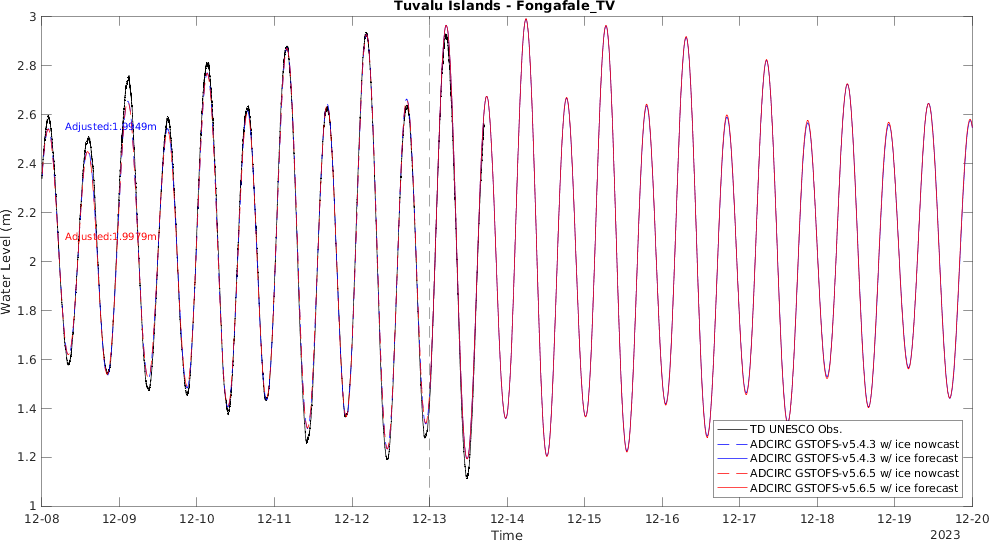 Tuvalu Islands - Fongafale_TV
3
2.8
2.6
2.4
2.2
2
1.8
1.6
1.4
1.2
1
Water Level (m)
Adjusted:1.9949m
Adjusted:1.9979m
TD UNESCO Obs.
ADCIRC GSTOFS-v5.4.3 w/ ice nowcast
ADCIRC GSTOFS-v5.4.3 w/ ice forecast
ADCIRC GSTOFS-v5.6.5 w/ ice nowcast
ADCIRC GSTOFS-v5.6.5 w/ ice forecast
12-08 12-09 12-10 12-11 12-12 12-13 12-14 12-15 12-16 12-17 12-18 12-19 12-20
Time
2023